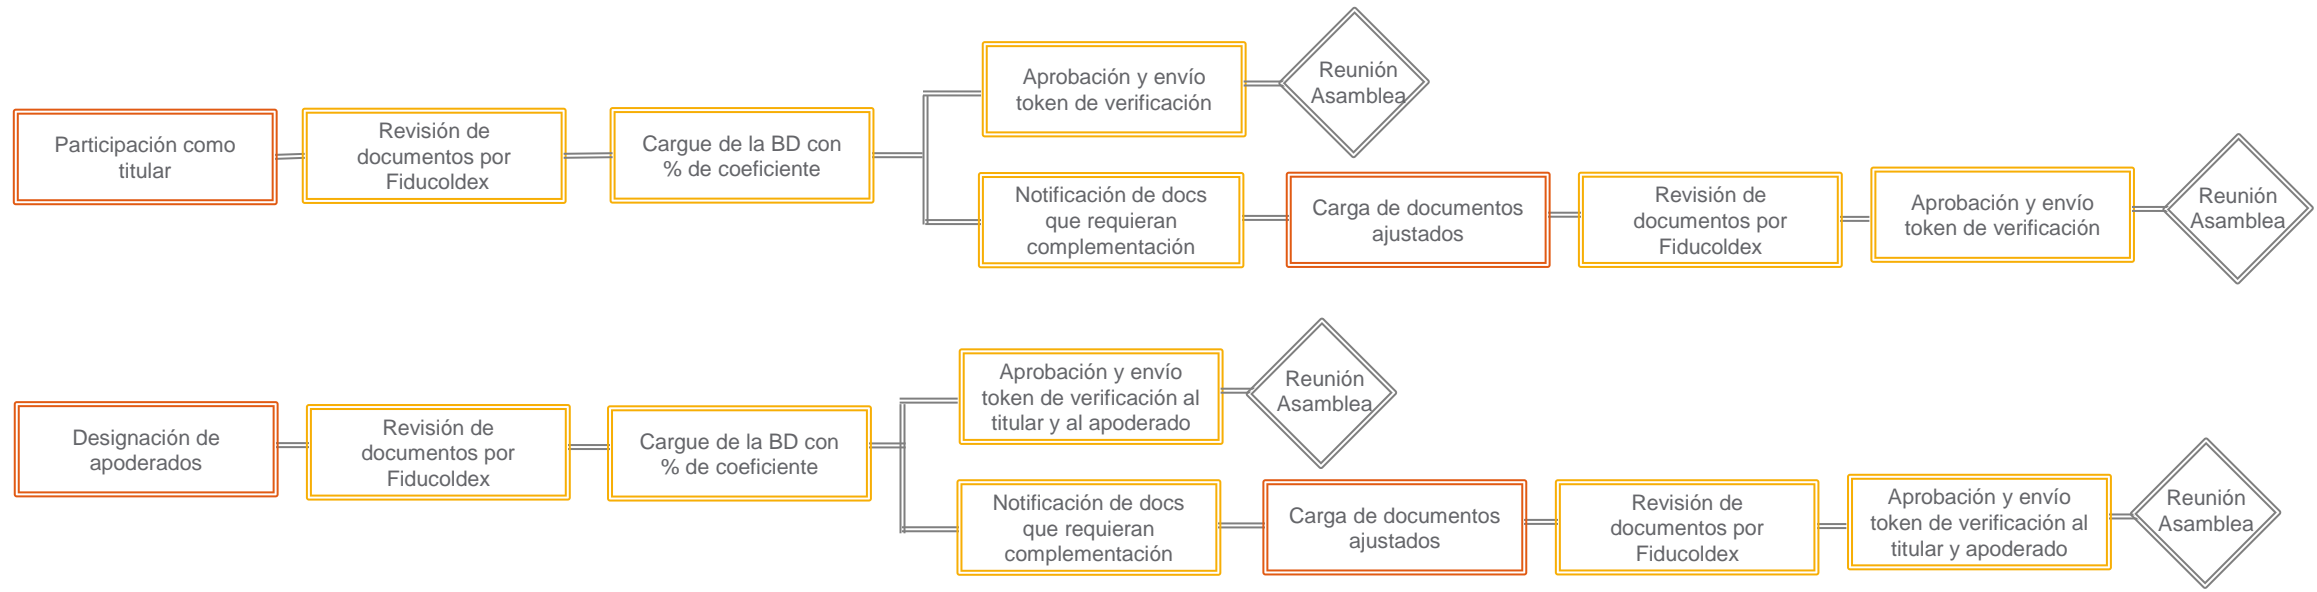 Participación como
titular
Revisión de
documentos por
Fiducoldex
Cargue de la BD con
% de coeficiente
Aprobación y envío
token de verificación
Reunión
Asamblea
Notificación de docs
que requieran
complementación
Carga de documentos
ajustados
Revisión de
documentos por
Fiducoldex
Aprobación y envío
token de verificación
Reunión
Asamblea
Designación de
apoderados
Revisión de
documentos por
Fiducoldex
Cargue de la BD con
% de coeficiente
Aprobación y envío
token de verificación al
titular y al apoderado
Reunión
Asamblea
Notificación de docs
que requieran
complementación
Carga de documentos
ajustados
Revisión de
documentos por
Fiducoldex
Aprobación y envío
token de verificación al
titular y apoderado
Reunión
Asamblea